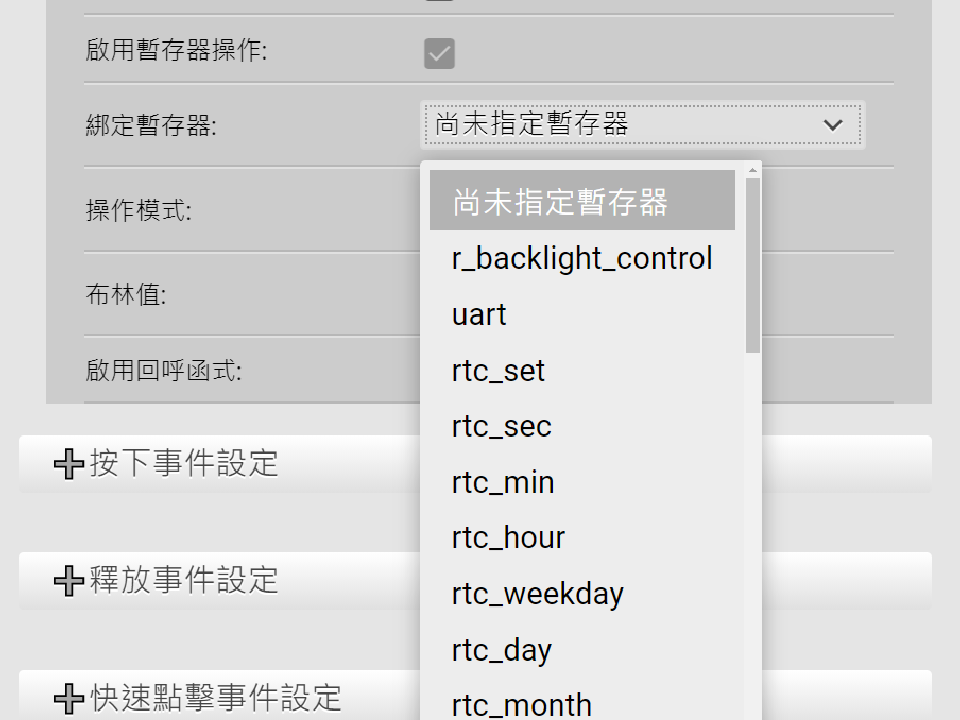 啟用暫存器操作:
綁定暫存器:
尚未指定暫存器
尚未指定暫存器
r_backlight_control
uart
rtc_set
rtc_sec
rtc_min
rtc_hour
rtc_weekday
rtc_day
rtc_month
操作模式:
布林值:
啟用回呼函式:
按下事件設定
釋放事件設定
快速點擊事件設定